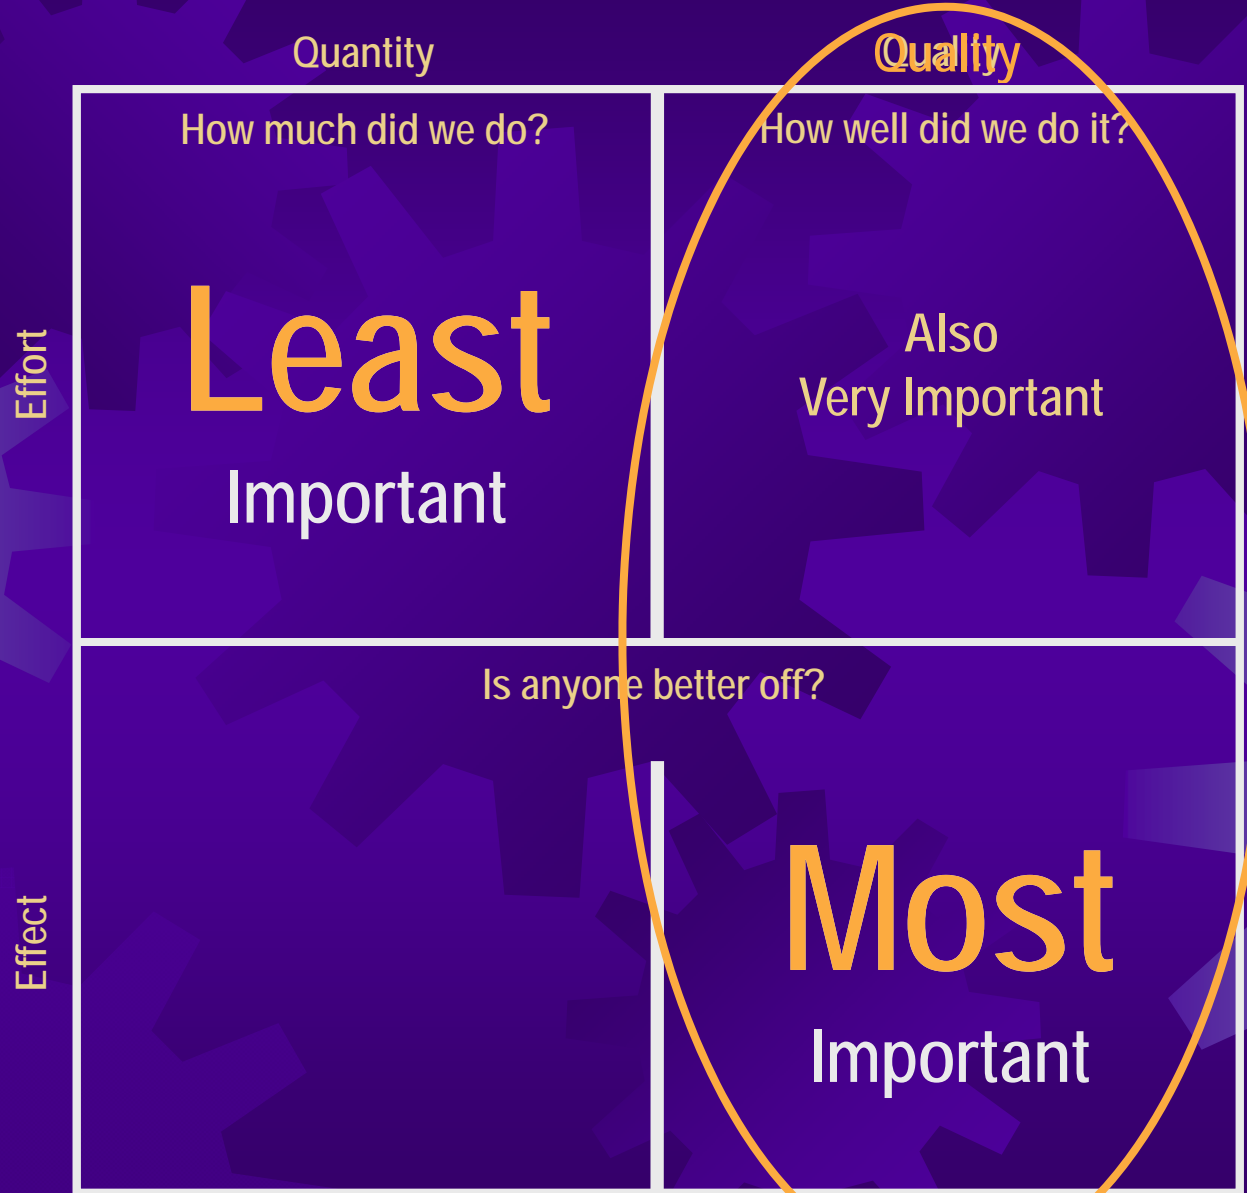 Quantity
Quality
How much did we do?
How well did we do it?
Effort
Least
Important
Also
Very Important
Is anyone better off?
Effect
Most
Important